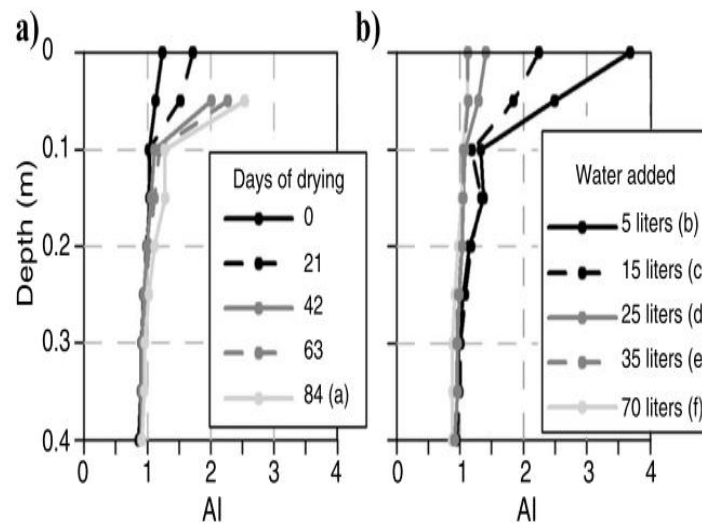 a)
0
0.1
0.2
0.3
0.4
Depth (m)
0 1 2 3 4
AI
Days of drying
0
21
42
63
84 (a)
b)
0 1 2 3 4
AI
Water added
5 liters (b)
15 liters (c
25 liters (d
35 liters (e
70 liters (f)